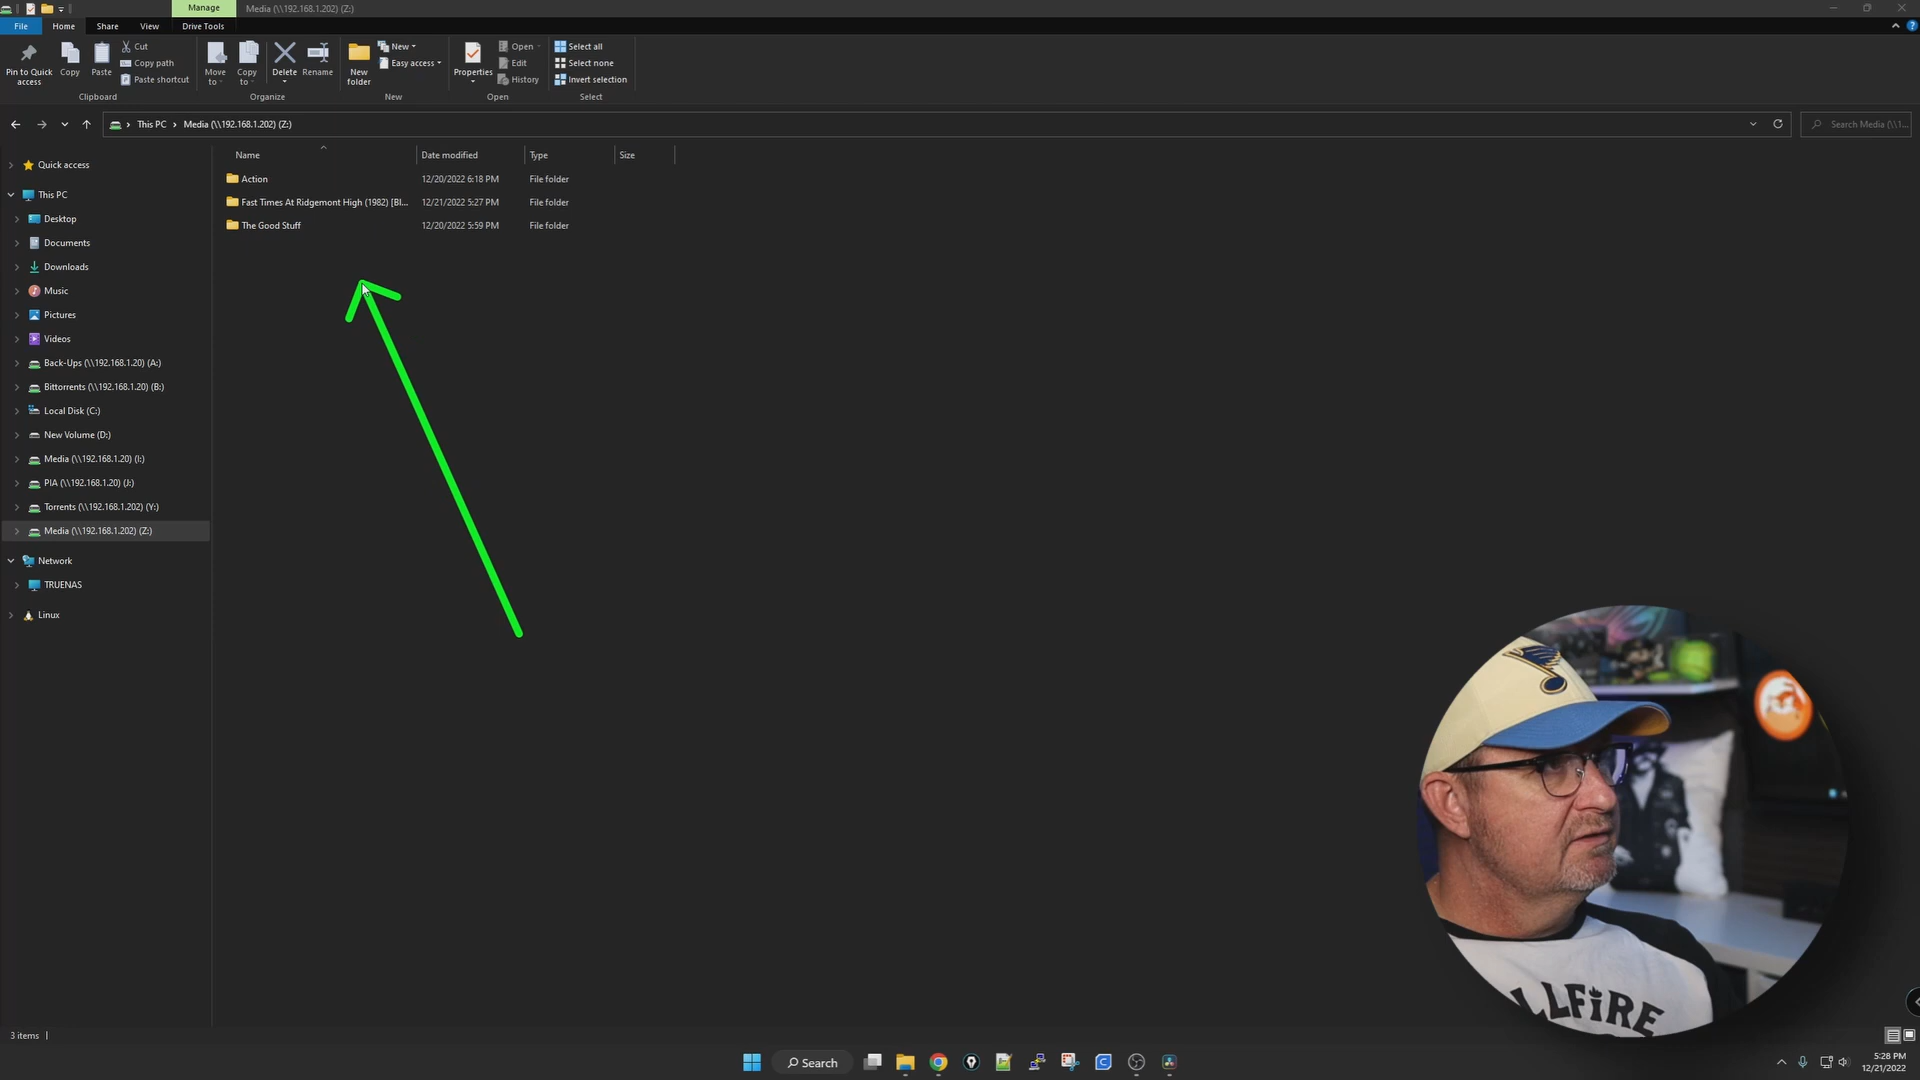 Manage
Media (\\192.168.1.202) (Z:)
File
Home
Share
View
Drive Tools
Pin to Quick access
Copy
Paste
Cut
Copy path
Paste shortcut
Clipboard
Move to
Copy to
Delete
Rename
Organize
New folder
New
Easy access
New
Properties
Open
Edit
History
Open
Select all
Select none
Invert selection
Select
This PC
Media (\\192.168.1.202) (Z:)
Search Media (\\1...
Name
Date modified
Type
Size
Action 12/20/2022 6:18 PM File folder
Fast Times At Ridgemont High (1982) [Bl... 12/21/2022 5:27 PM File folder
The Good Stuff 12/20/2022 5:59 PM File folder
Quick access
This PC
Desktop
Documents
Downloads
Music
Pictures
Videos
Back-Ups (\\192.168.1.20) (A:)
Bittorrents (\\192.168.1.20) (B:)
Local Disk (C:)
New Volume (D:)
Media (\\192.168.1.20) (I:)
PIA (\\192.168.1.20) (J:)
Torrents (\\192.168.1.202) (Y:)
Media (\\192.168.1.202) (Z:)
Network
TRUENAS
Linux
LLFIRE
3 items
Search
5:28 PM
12/21/2022